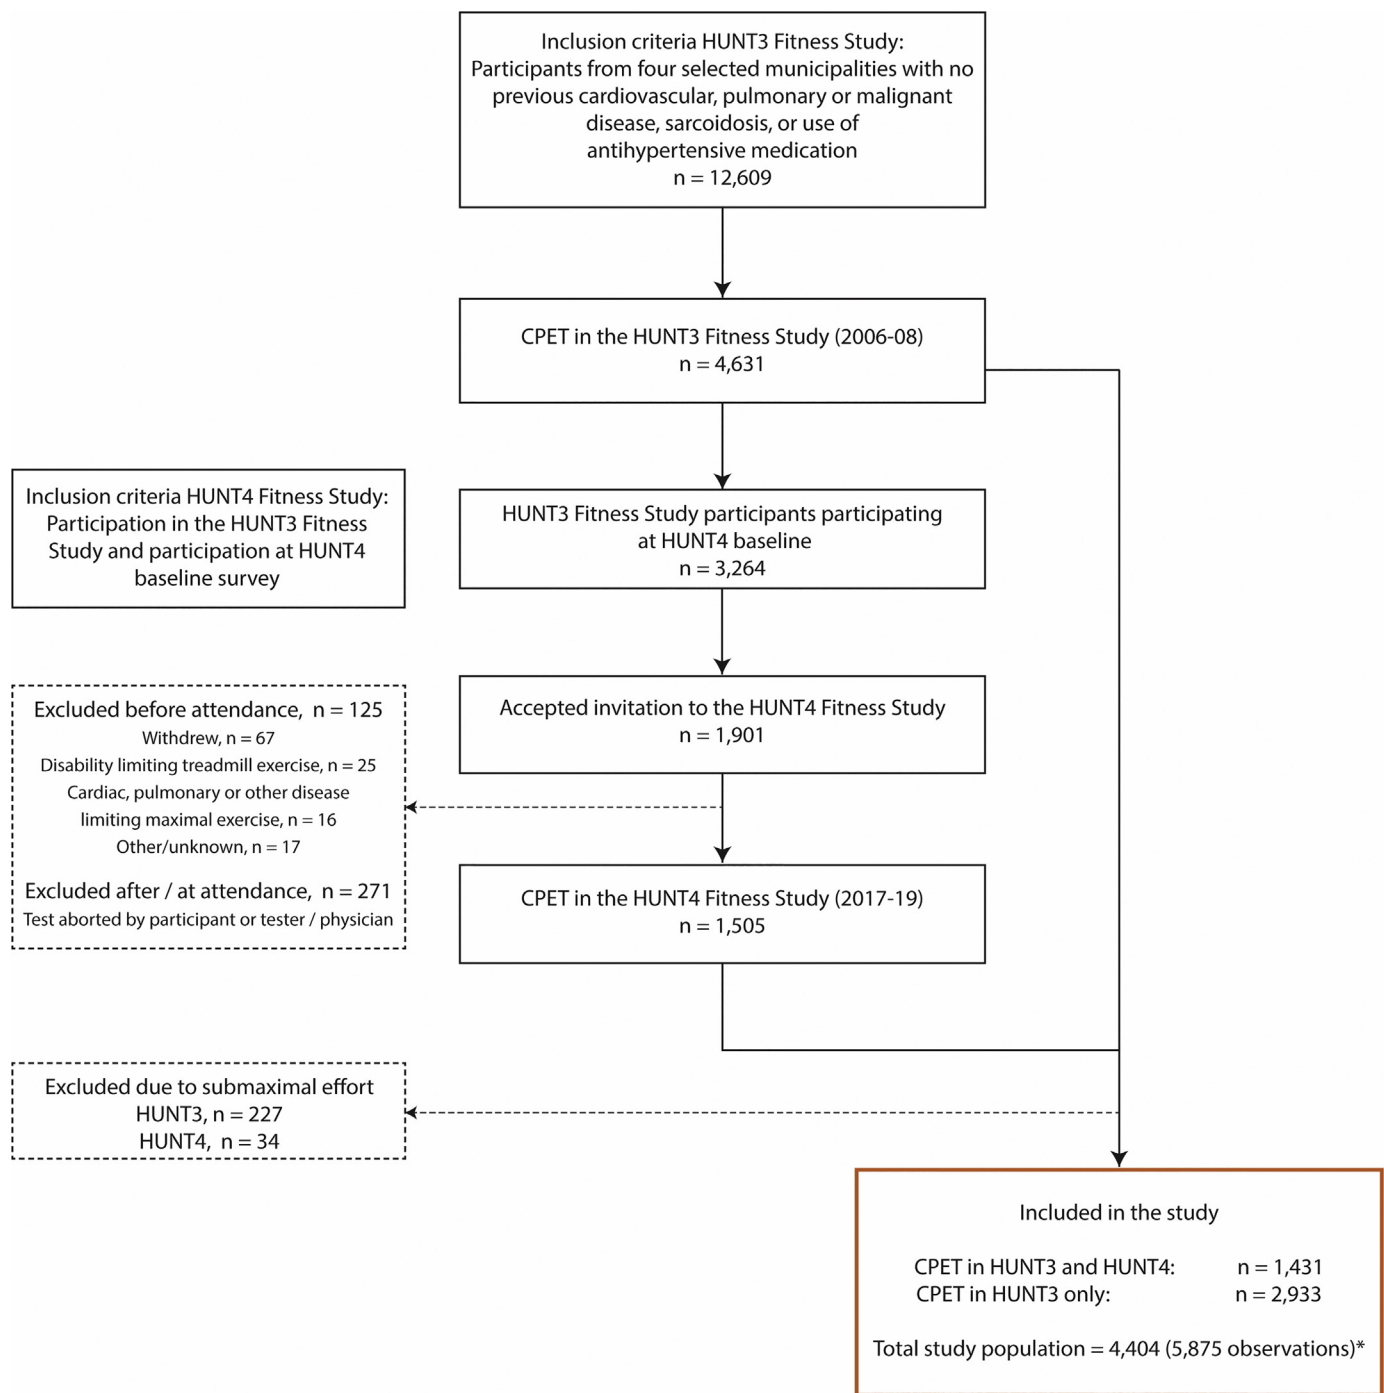 Inclusion criteria HUNT3 Fitness Study:
Participants from four selected municipalities with no
previous cardiovascular, pulmonary or malignant
disease, sarcoidosis, or use of
antihypertensive medication
n = 12,609
CPET in the HUNT3 Fitness Study (2006-08)
n = 4,631
Inclusion criteria HUNT4 Fitness Study:
Participation in the HUNT3 Fitness
Study and participation at HUNT4
baseline survey
HUNT3 Fitness Study participants participating
at HUNT4 baseline
n = 3,264
Accepted invitation to the HUNT4 Fitness Study
n = 1,901
Excluded before attendance, n = 125
Withdrew, n = 67
Disability limiting treadmill exercise, n = 25
Cardiac, pulmonary or other disease
limiting maximal exercise, n = 16
Other/unknown, n = 17
Excluded after / at attendance, n = 271
Test aborted by participant or tester / physician
CPET in the HUNT4 Fitness Study (2017-19)
n = 1,505
Excluded due to submaximal effort
HUNT3, n = 227
HUNT4, n = 34
Included in the study
CPET in HUNT3 and HUNT4: n = 1,431
CPET in HUNT3 only: n = 2,933
Total study population = 4,404 (5,875 observations)*